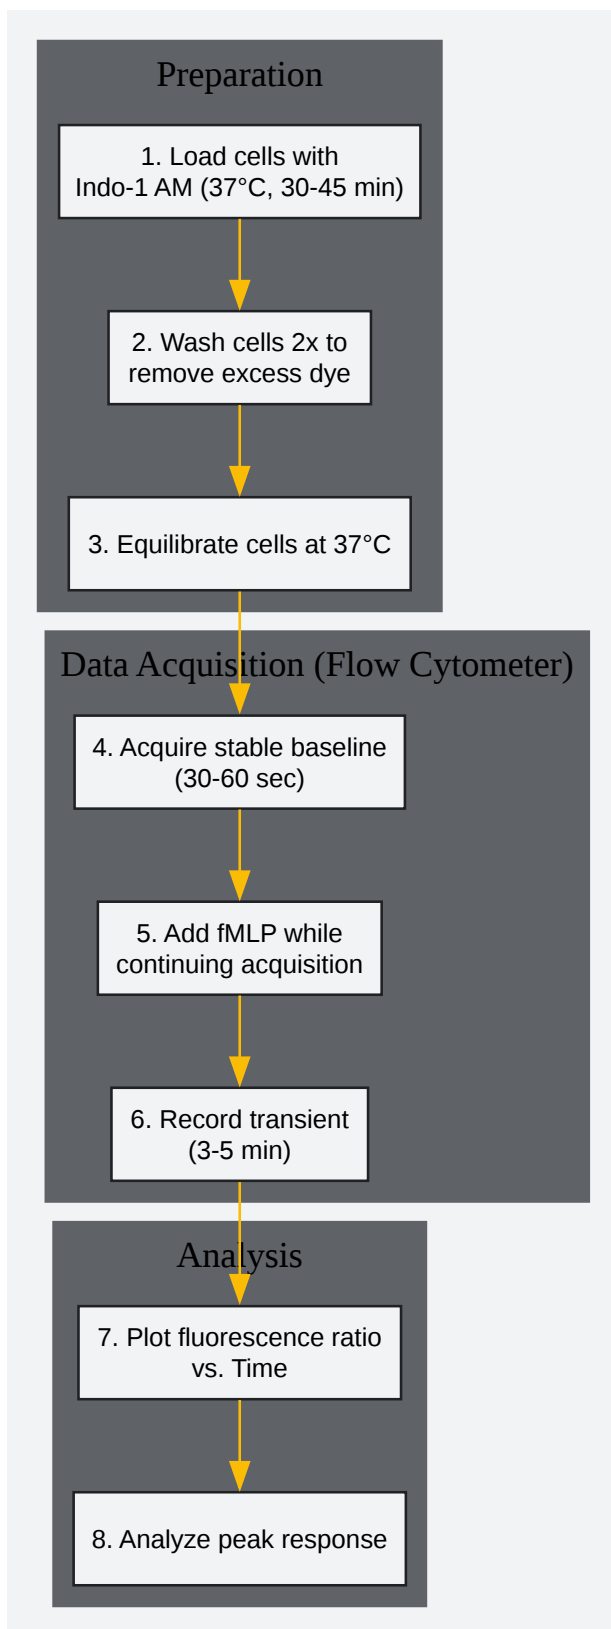 Preparation
1. Load cells with
Indo-1 AM (37°C, 30-45 min)
2. Wash cells 2x to
remove excess dye
3. Equilibrate cells at 37°C
Data Acquisition (Flow Cytometer)
4. Acquire stable baseline
(30-60 sec)
5. Add fMLP while
continuing acquisition
6. Record transient
(3-5 min)
Analysis
7. Plot fluorescence ratio
vs. Time
8. Analyze peak response